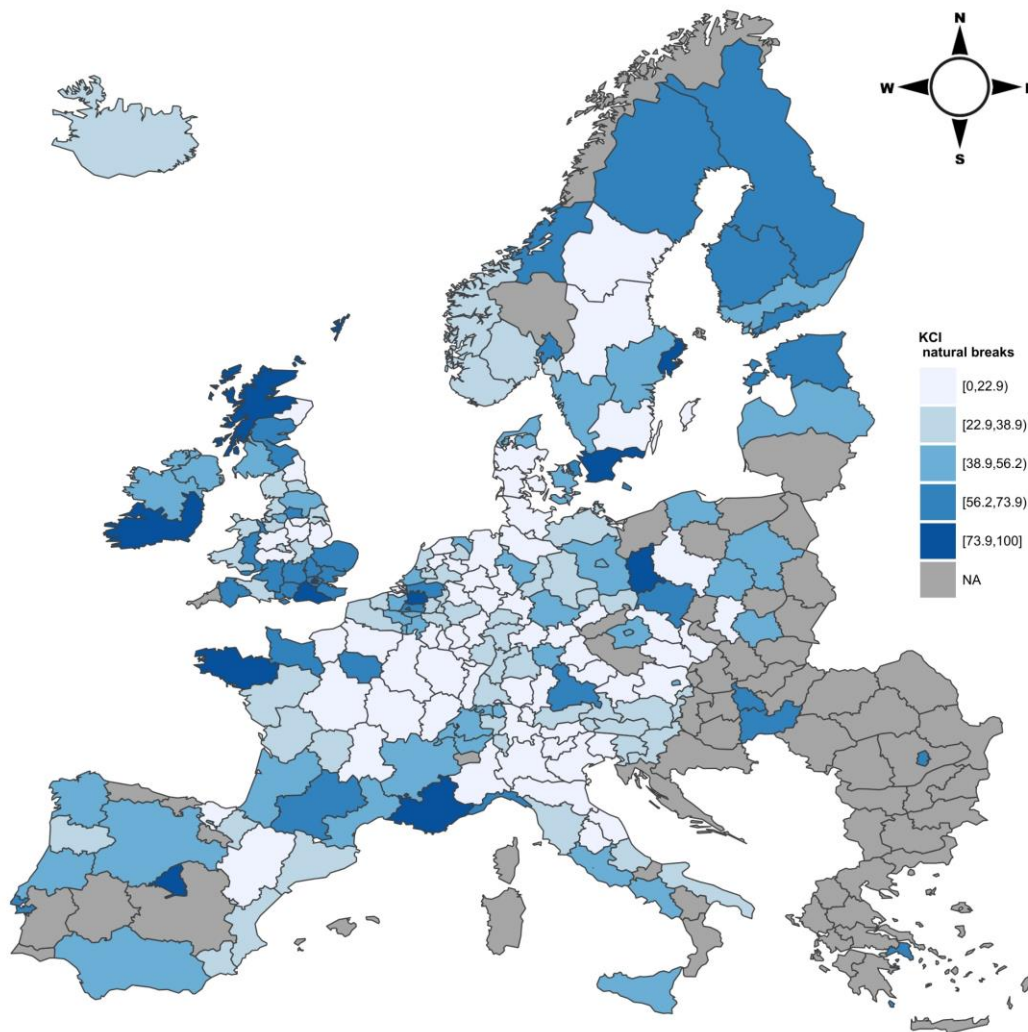 N
W
E
S
KCI
natural breaks
[0,22.9)
[22.9,38.9)
[38.9,56.2)
[56.2,73.9)
[73.9,100]
NA